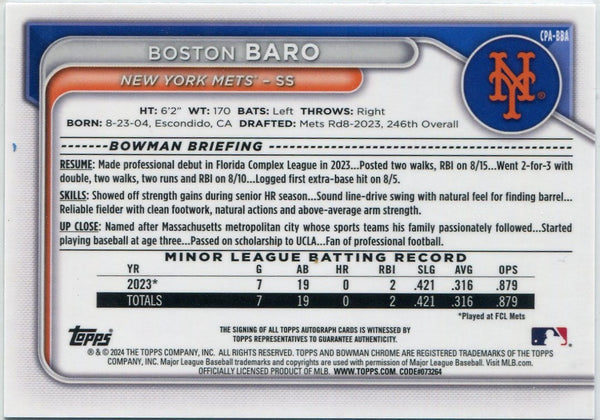 CPA-BBA
BOSTON BARO
NEW YORK METS® – SS
NY®
HT: 6'2" WT: 170 BATS: Left THROWS: Right
BORN: 8-23-04, Escondido, CA DRAFTED: Mets Rd8-2023, 246th Overall
BOWMAN BRIEFING
RESUME: Made professional debut in Florida Complex League in 2023...Posted two walks, RBI on 8/15...Went 2-for-3 with
double, two walks, two runs and RBI on 8/10...Logged first extra-base hit on 8/5.
SKILLS: Showed off strength gains during senior HR season...Sound line-drive swing with natural feel for finding barrel...
Reliable fielder with clean footwork, natural actions and above-average arm strength.
UP CLOSE: Named after Massachusetts metropolitan city whose sports teams his family passionately followed...Started
playing baseball at age three...Passed on scholarship to UCLA...Fan of professional football.
MINOR LEAGUE BATTING RECORD
YR G AB HR RBI SLG AVG OPS
2023* 7 19 0 2 .421 .316 .879
TOTALS 7 19 0 2 .421 .316 .879
*Played at FCL Mets
Topps
THE SIGNING OF ALL TOPPS AUTOGRAPH CARDS IS WITNESSED BY
TOPPS REPRESENTATIVES TO GUARANTEE AUTHENTICITY.
® & © 2024 THE TOPPS COMPANY, INC. ALL RIGHTS RESERVED. TOPPS AND BOWMAN CHROME ARE REGISTERED TRADEMARKS OF THE TOPPS
COMPANY, INC. Major League Baseball trademarks and copyrights are used with permission of Major League Baseball. Visit MLB.com.
OFFICIALLY LICENSED PRODUCT OF MLB. WWW.TOPPS.COM. CODE#073264